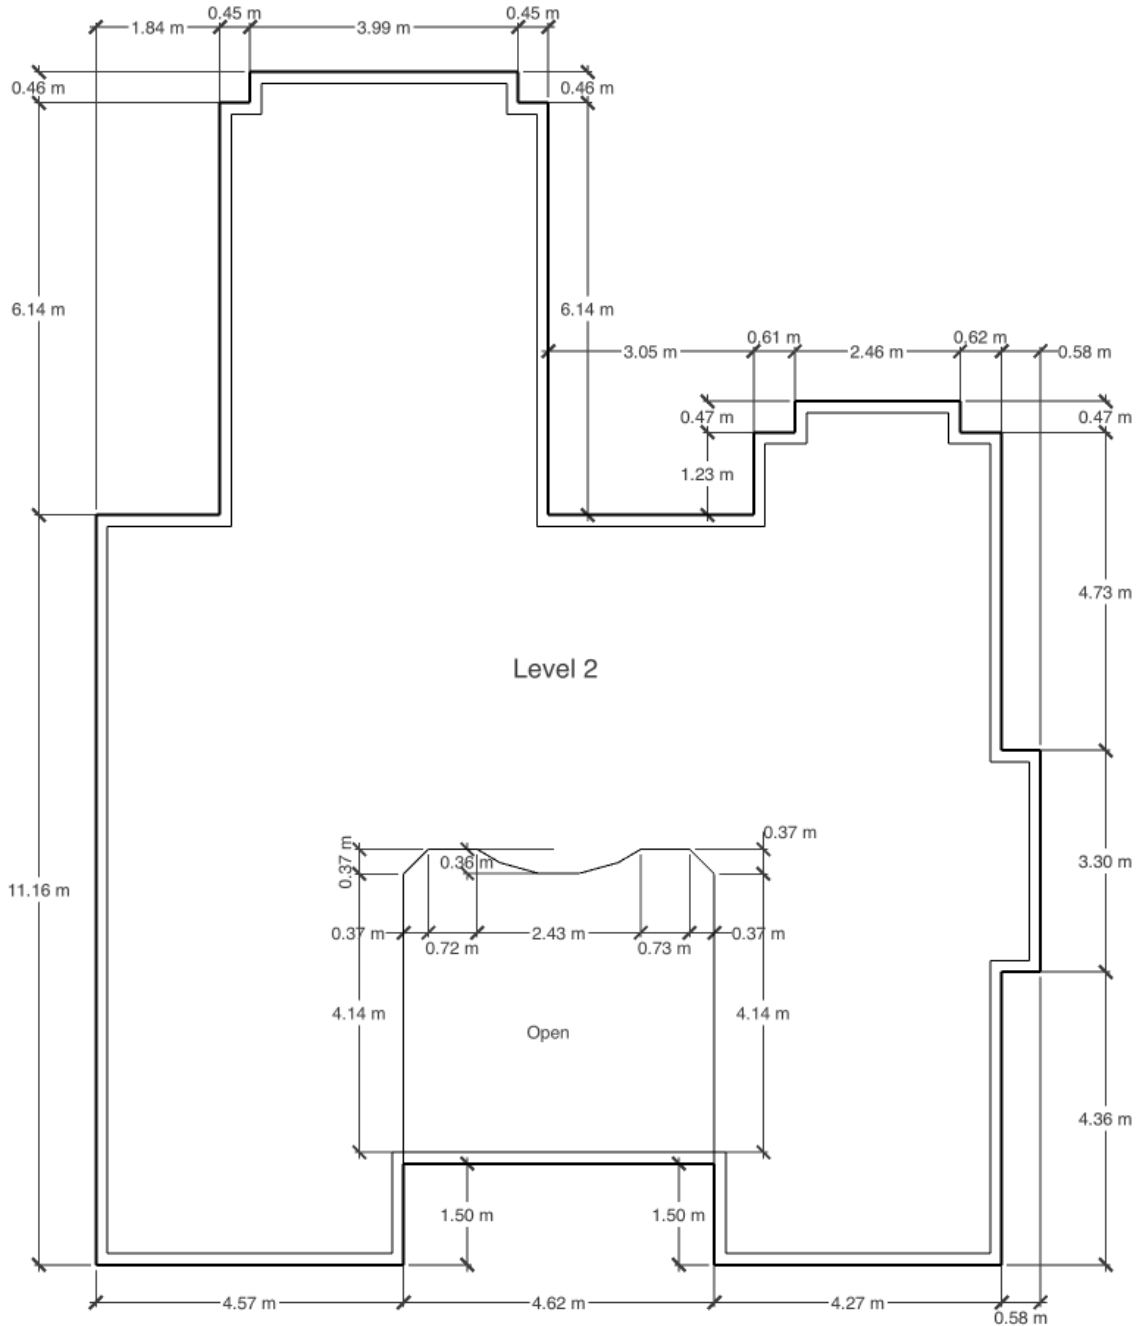 0.45 m
0.45 m
1.84 m
3.99 m
0.46 m
0.46 m
6.14 m
6.14 m
0.61 m
0.62 m
3.05 m
2.46 m
0.58 m
0.47 m
0.47 m
1.23 m
4.73 m
Level 2
0.37 m
0.37 m
0.36 m
3.30 m
11.16 m
0.37 m
2.43 m
0.37 m
0.72 m
0.73 m
4.14 m
4.14 m
Open
4.36 m
1.50 m
1.50 m
4.57 m
4.62 m
4.27 m
0.58 m